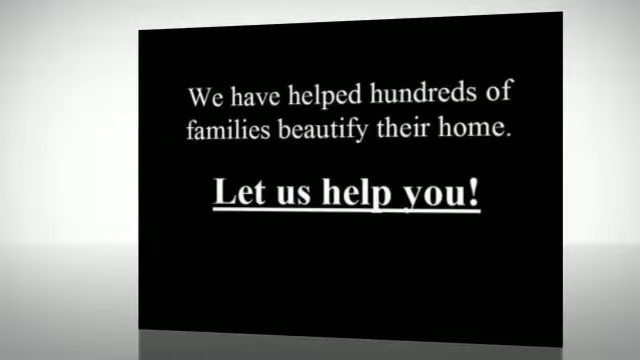 We have helped hundreds of
families beautify their home.
Let us help you!